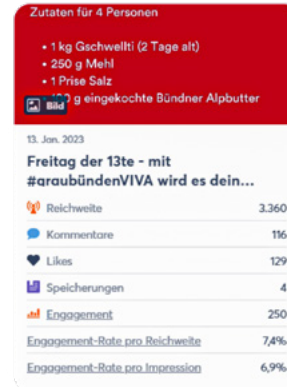 Zutaten für 4 Personen
• 1 kg Gschwellti (2 Tage alt)
• 250 g Mehl
• 1 Prise Salz
g eingekochte Bündner Alpbutter
Bild
13. Jan. 2023
Freitag der 13te - mit
#graubündenVIVA wird es dein...
Reichweite 3.360
Kommentare 116
Likes 129
Speicherungen 4
Engagement 250
Engagement-Rate pro Reichweite 7,4%
Engagement-Rate pro Impression 6,9%